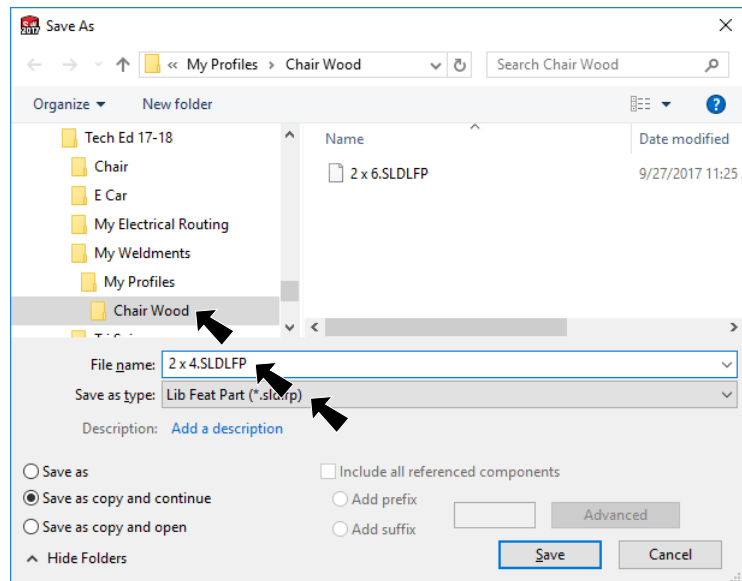 SW 2017 Save As
« My Profiles > Chair Wood Search Chair Wood
Organize New folder ?
Tech Ed 17-18 Name Date modified
Chair 2 x 6.SLDLFP 9/27/2017 11:25
E Car
My Electrical Routing
My Weldments
My Profiles
Chair Wood
File name: 2 x 4.SLDLFP
Save as type: Lib Feat Part (*.sldlfp)
Description: Add a description
Save as Include all referenced components
Save as copy and continue Add prefix
Save as copy and open Add suffix Advanced
Hide Folders Save Cancel